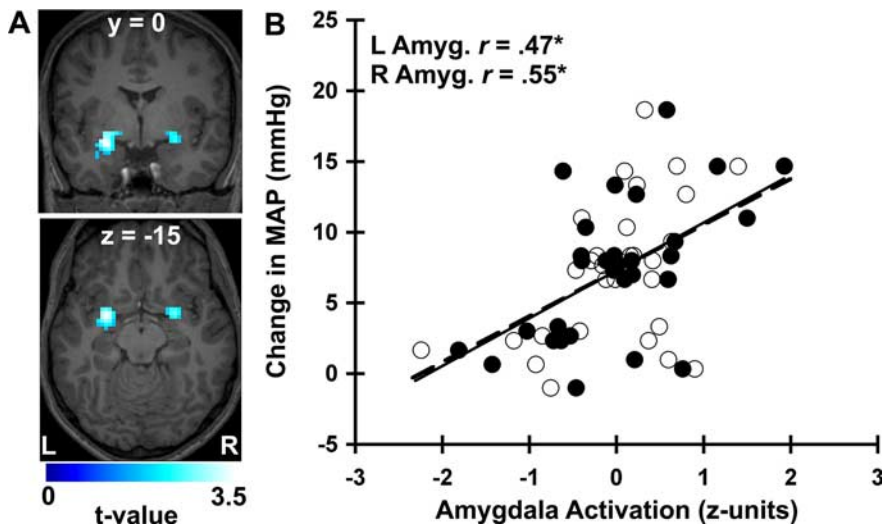 A
y = 0
z = -15
L
R
0
3.5
t-value
B
L Amyg. r = .47*
R Amyg. r = .55*
Change in MAP (mmHg)
25
20
15
10
5
0
-5
-3
-2
-1
0
1
2
3
Amygdala Activation (z-units)